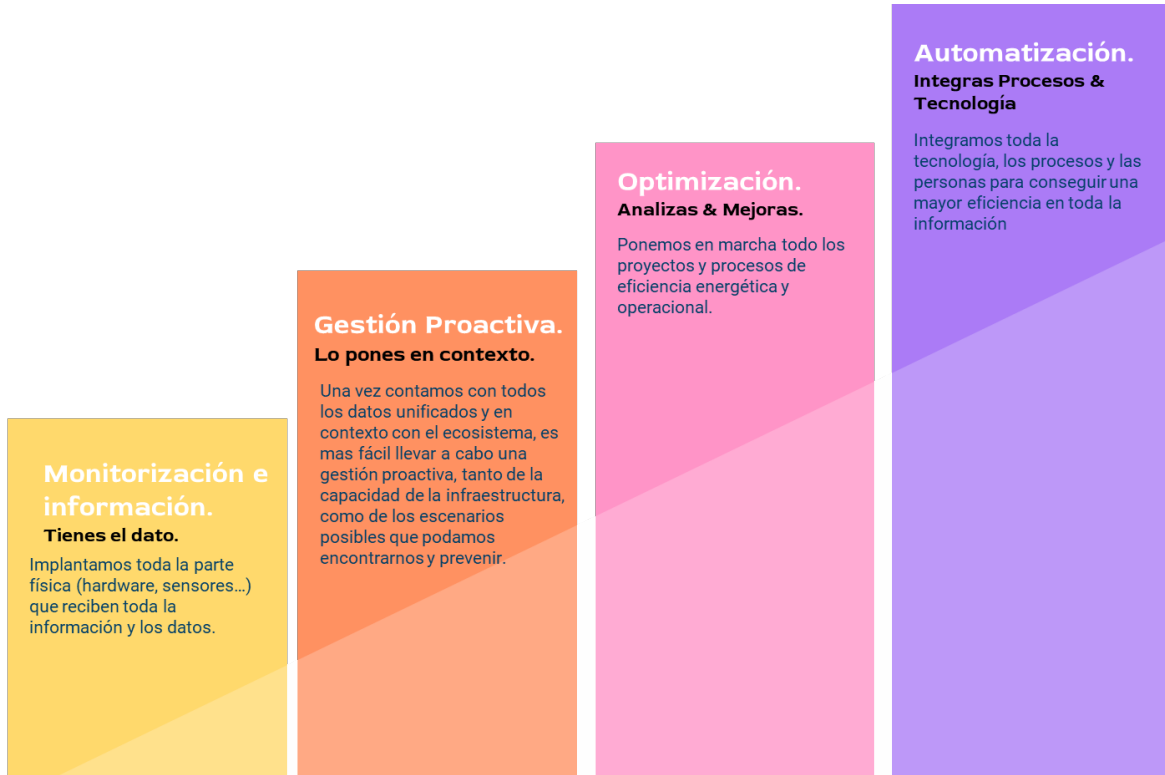 Monitorización e
información.
Tienes el dato.
Implantamos toda la parte
física (hardware, sensores…)
que reciben toda la
información y los datos.
Gestión Proactiva.
Lo pones en contexto.
Una vez contamos con todos
los datos unificados y en
contexto con el ecosistema, es
mas fácil llevar a cabo una
gestión proactiva, tanto de la
capacidad de la infraestructura,
como de los escenarios
posibles que podamos
encontrarnos y prevenir.
Optimización.
Analizas & Mejoras.
Ponemos en marcha todo los
proyectos y procesos de
eficiencia energética y
operacional.
Automatización.
Integras Procesos &
Tecnología
Integramos toda la
tecnología, los procesos y las
personas para conseguir una
mayor eficiencia en toda la
información